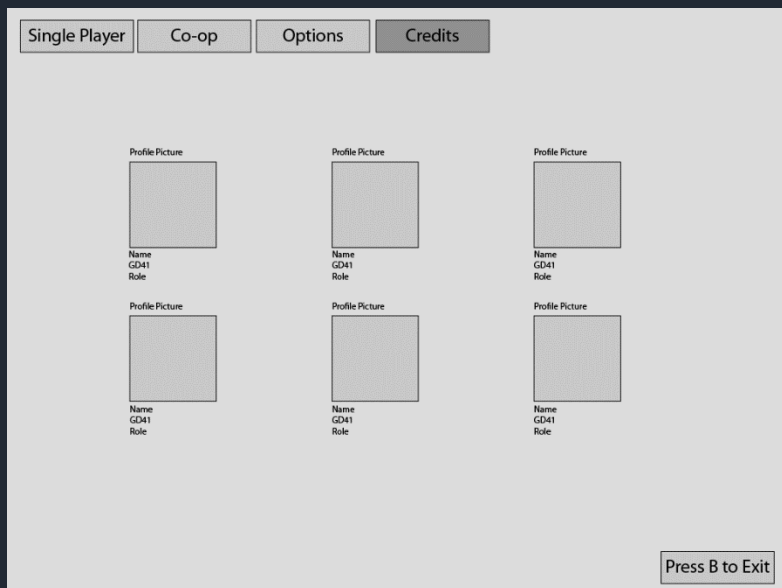 Single Player
Co-op
Options
Credits
Profile Picture
Profile Picture
Profile Picture
Name
GD41
Role
Name
GD41
Role
Name
GD41
Role
Profile Picture
Profile Picture
Profile Picture
Name
GD41
Role
Name
GD41
Role
Name
GD41
Role
Press B to Exit